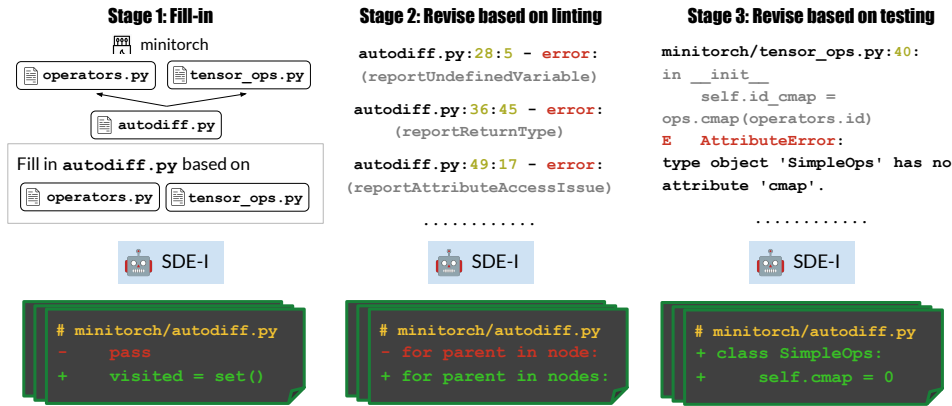 Stage 1: Fill-in
minitorch
operators.py
tensor_ops.py
autodiff.py
Fill in autodiff.py based on
operators.py
tensor_ops.py
SDE-I
# minitorch/autodiff.py
- pass
+ visited = set()
Stage 2: Revise based on linting
autodiff.py:28:5 - error:
(reportUndefinedVariable)
autodiff.py:36:45 - error:
(reportReturnType)
autodiff.py:49:17 - error:
(reportAttributeAccessIssue)
............
SDE-I
# minitorch/autodiff.py
- for parent in node:
+ for parent in nodes:
Stage 3: Revise based on testing
minitorch/tensor_ops.py:40:
in __init__
self.id_cmap =
ops.cmap(operators.id)
E AttributeError:
type object 'SimpleOps' has no
attribute 'cmap'.
............
SDE-I
# minitorch/autodiff.py
+ class SimpleOps:
+ self.cmap = 0